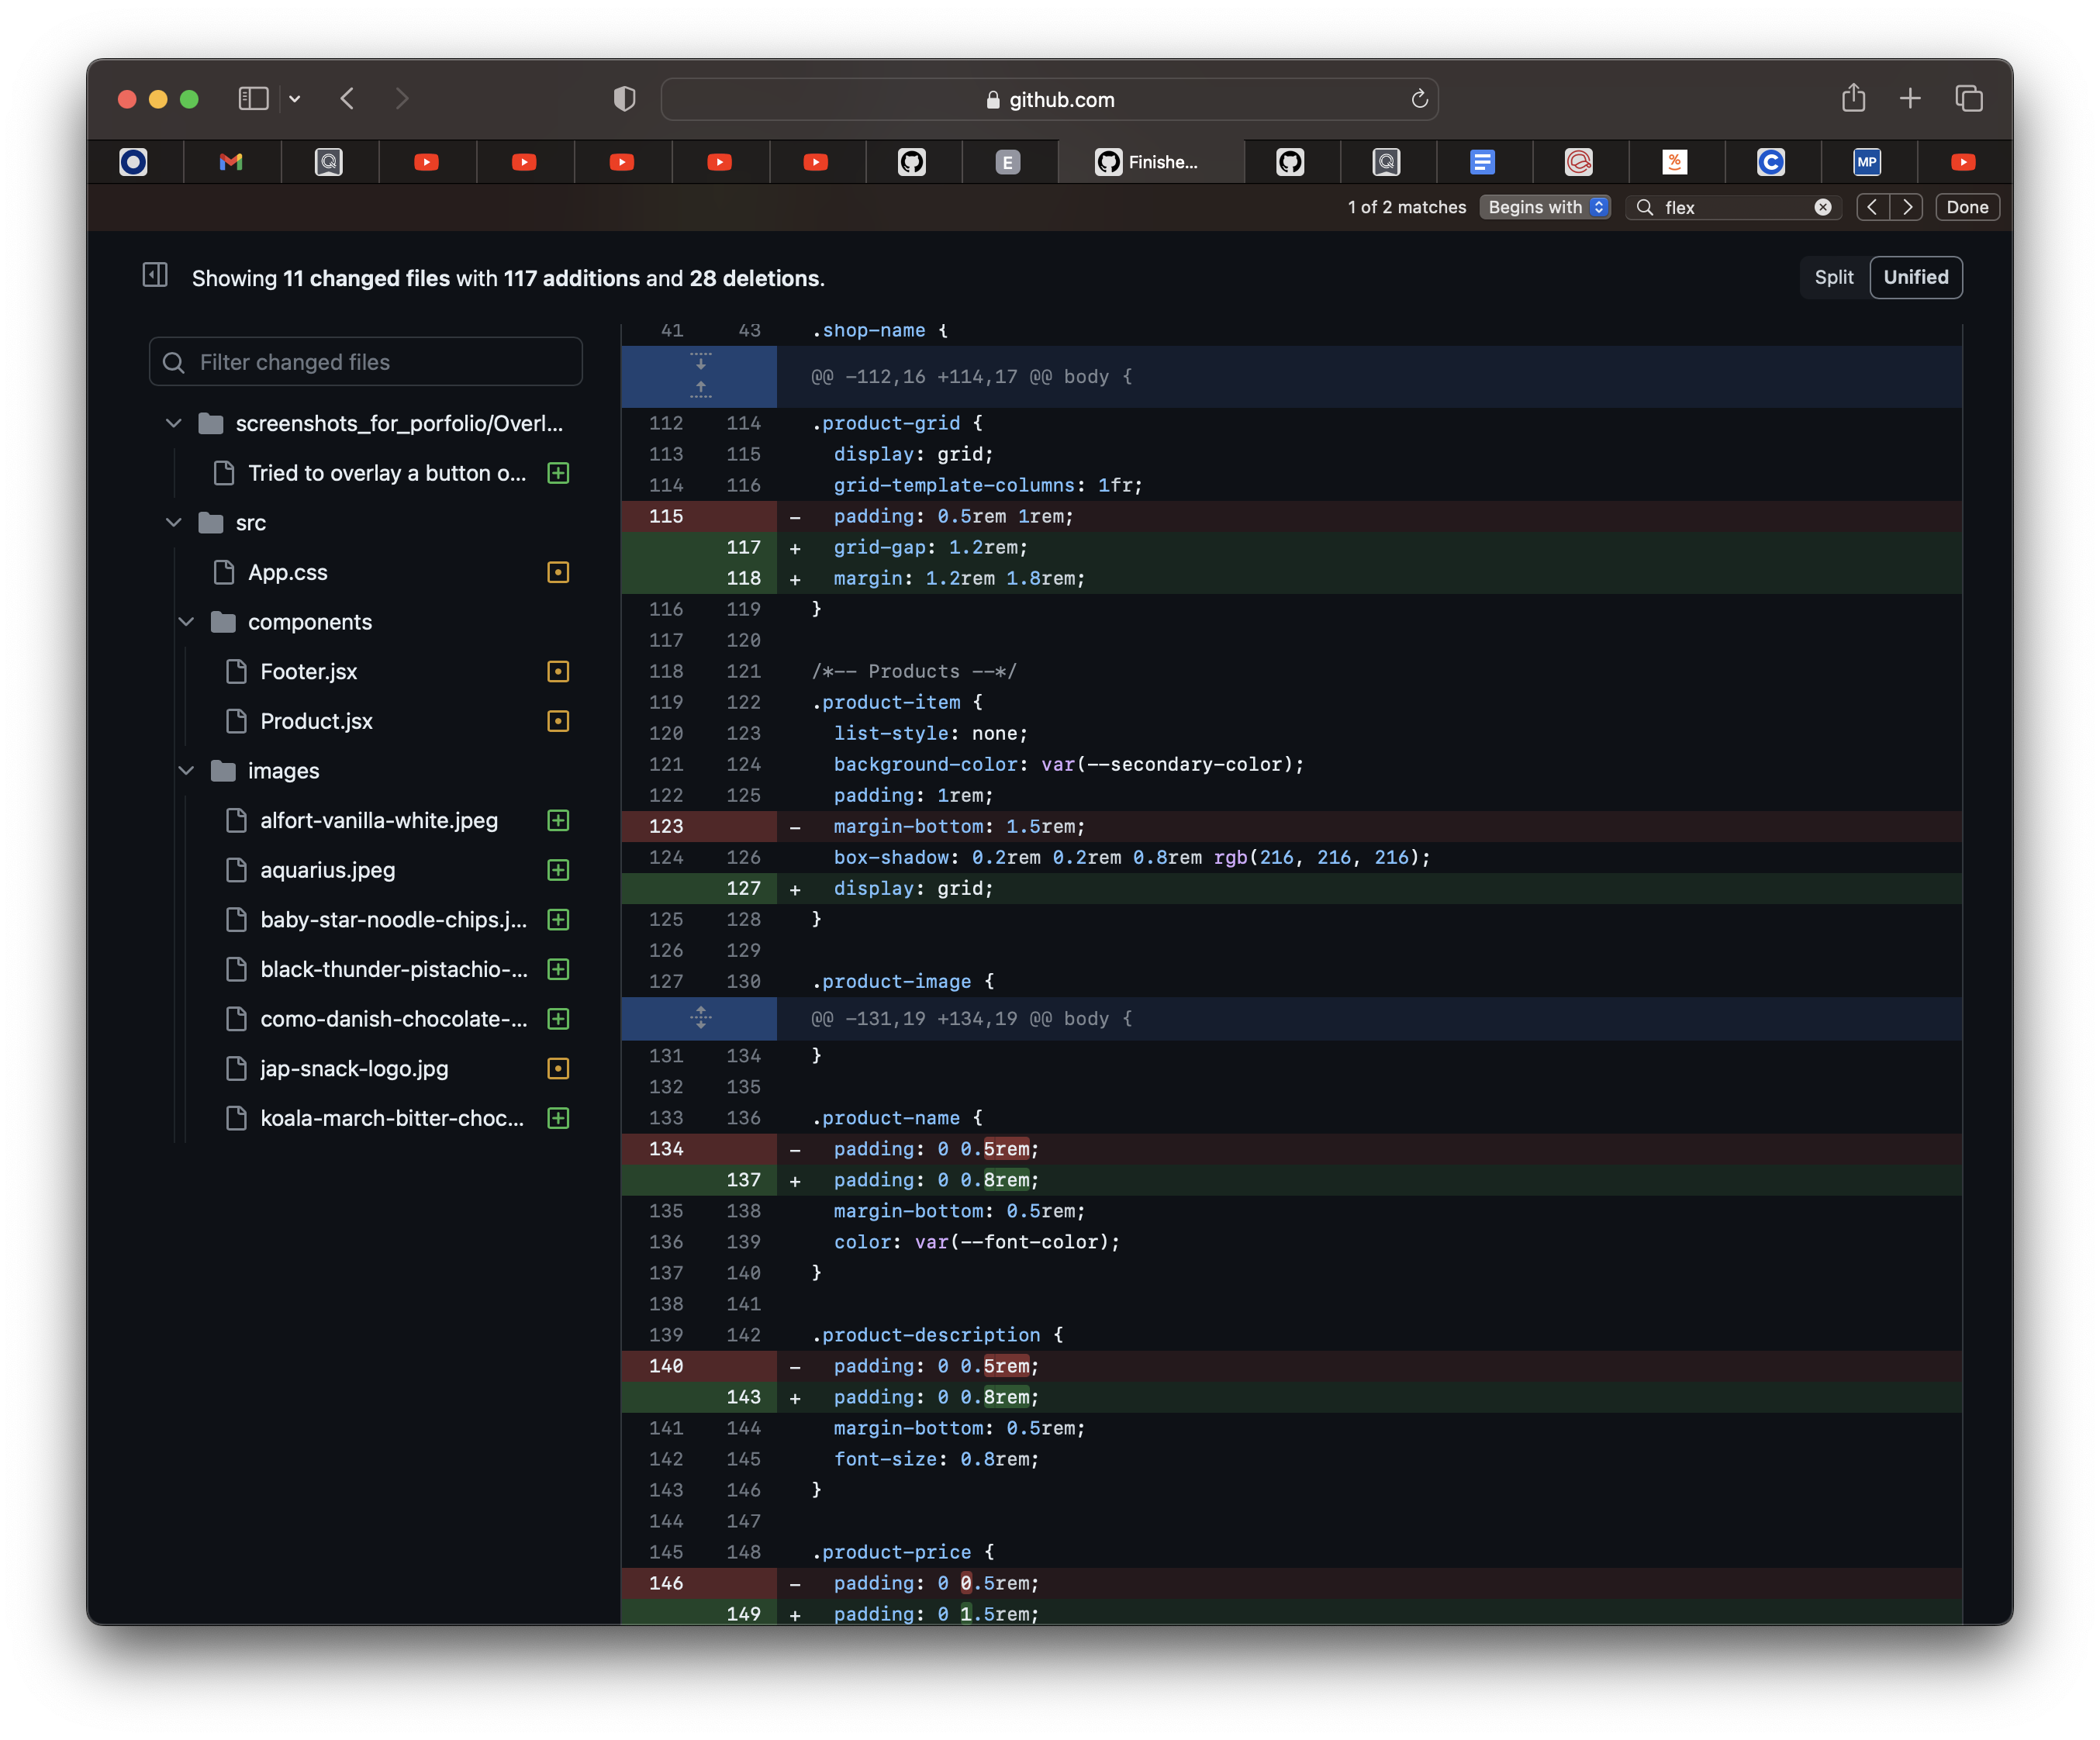 github.com
E
Finishe...
MP
1 of 2 matches Begins with flex Done
Showing 11 changed files with 117 additions and 28 deletions.
Split Unified
Filter changed files
screenshots_for_porfolio/Overl...
Tried to overlay a button o...
src
App.css
components
Footer.jsx
Product.jsx
images
alfort-vanilla-white.jpeg
aquarius.jpeg
baby-star-noodle-chips.j...
black-thunder-pistachio-...
como-danish-chocolate-...
jap-snack-logo.jpg
koala-march-bitter-choc...
41 43 .shop-name {
@@ -112,16 +114,17 @@ body {
112 114 .product-grid {
113 115 display: grid;
114 116 grid-template-columns: 1fr;
115 - padding: 0.5rem 1rem;
117 + grid-gap: 1.2rem;
118 + margin: 1.2rem 1.8rem;
116 119 }
117 120
118 121 /*-- Products --*/
119 122 .product-item {
120 123 list-style: none;
121 124 background-color: var(--secondary-color);
122 125 padding: 1rem;
123 - margin-bottom: 1.5rem;
124 126 box-shadow: 0.2rem 0.2rem 0.8rem rgb(216, 216, 216);
127 + display: grid;
125 128 }
126 129
127 130 .product-image {
@@ -131,19 +134,19 @@ body {
131 134 }
132 135
133 136 .product-name {
134 - padding: 0 0.5rem;
137 + padding: 0 0.8rem;
135 138 margin-bottom: 0.5rem;
136 139 color: var(--font-color);
137 140 }
138 141
139 142 .product-description {
140 - padding: 0 0.5rem;
143 + padding: 0 0.8rem;
141 144 margin-bottom: 0.5rem;
142 145 font-size: 0.8rem;
143 146 }
144 147
145 148 .product-price {
146 - padding: 0 0.5rem;
149 + padding: 0 1.5rem;